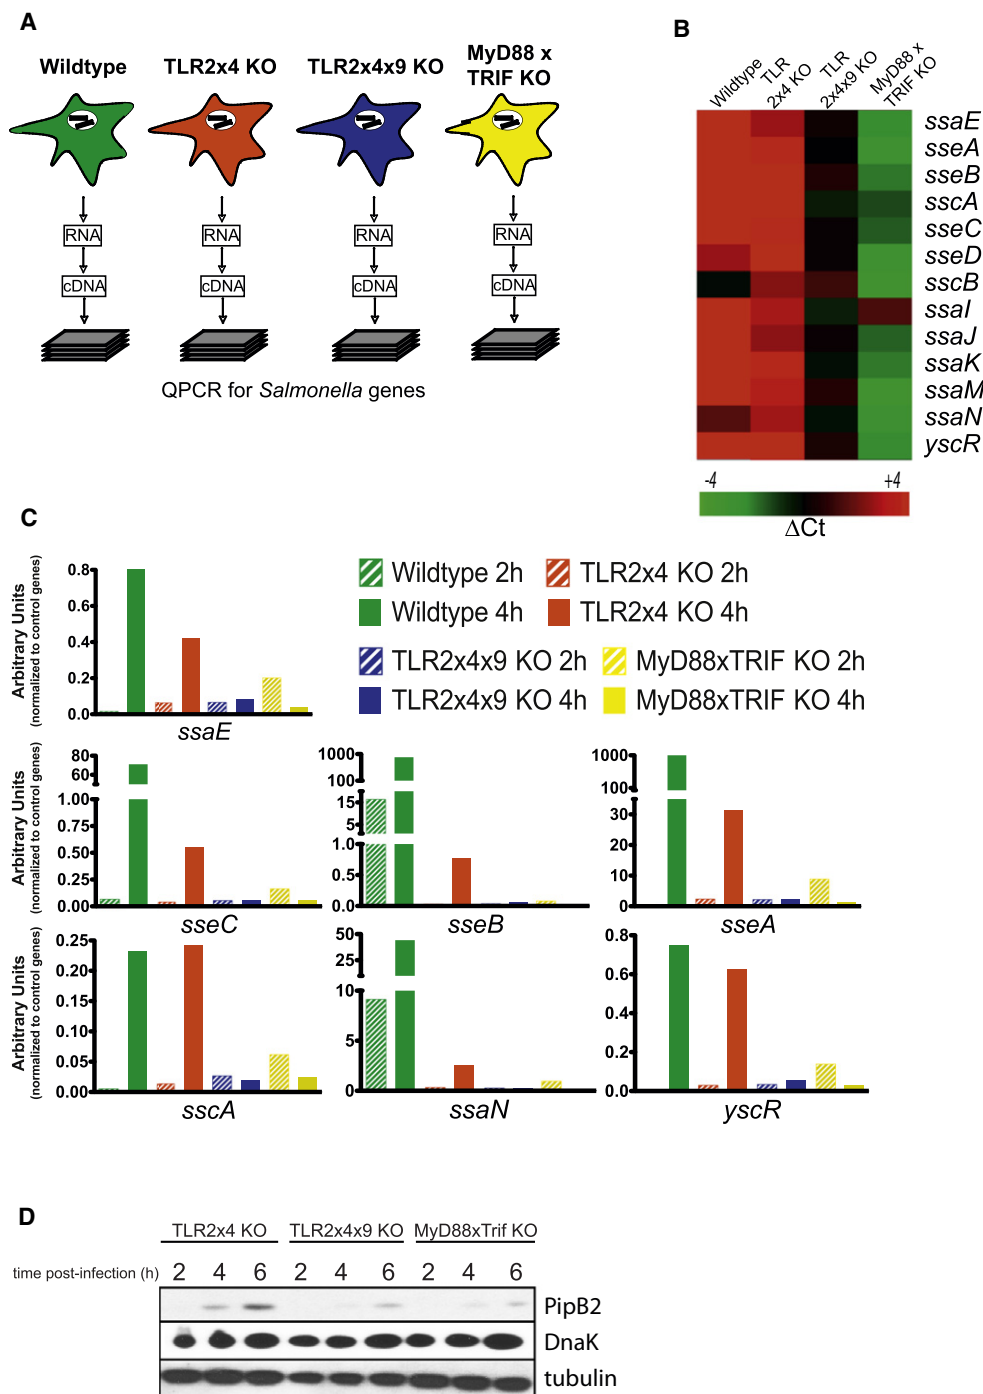 A
Wildtype
TLR2x4 KO
TLR2x4x9 KO
MyD88 x
TRIF KO
RNA
RNA
RNA
RNA
cDNA
cDNA
cDNA
cDNA
QPCR for Salmonella genes
B
Wildtype
TLR
2x4 KO
TLR
2x4x9 KO
MyD88 x
TRIF KO
ssaE
sseA
sseB
sscA
sseC
sseD
sscB
ssaI
ssaJ
ssaK
ssaM
ssaN
yscR
-4
+4
ΔCt
C
Wildtype 2h
TLR2x4 KO 2h
Wildtype 4h
TLR2x4 KO 4h
TLR2x4x9 KO 2h
MyD88xTRIF KO 2h
TLR2x4x9 KO 4h
MyD88xTRIF KO 4h
Arbitrary Units
(normalized to control genes)
0.8
0.6
0.4
0.2
0.0
ssaE
Arbitrary Units
(normalized to control genes)
80
60
1.00
0.75
0.50
0.25
0.00
sseC
1000
100
15
5
1.0
0.5
0.0
sseB
1000
100
30
20
10
0
sseA
Arbitrary Units
(normalized to control genes)
0.25
0.20
0.15
0.10
0.05
0.00
sscA
50
25
10
5
0
ssaN
0.8
0.6
0.4
0.2
0.0
yscR
D
TLR2x4 KO
TLR2x4x9 KO
MyD88xTrif KO
time post-infection (h) 2 4 6 2 4 6 2 4 6
PipB2
DnaK
tubulin